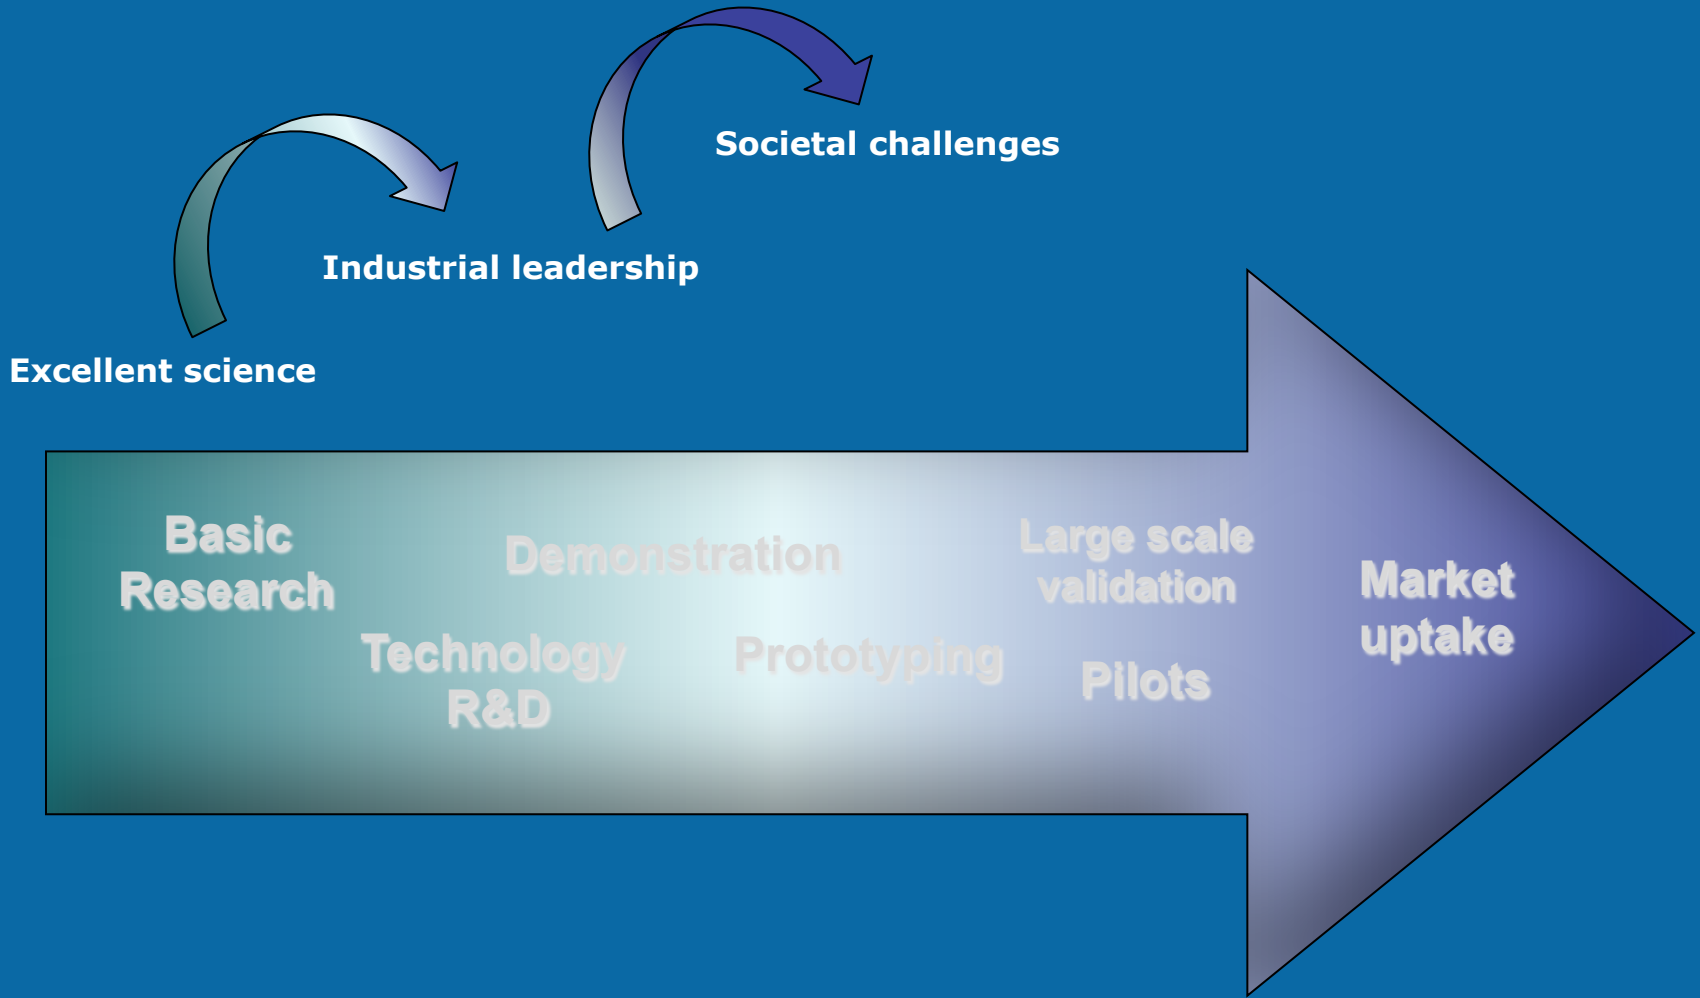 Societal challenges
Industrial leadership
Excellent science
Basic
Research
Technology
R&D
Demonstration
Prototyping
Large scale
validation
Pilots
Market
uptake